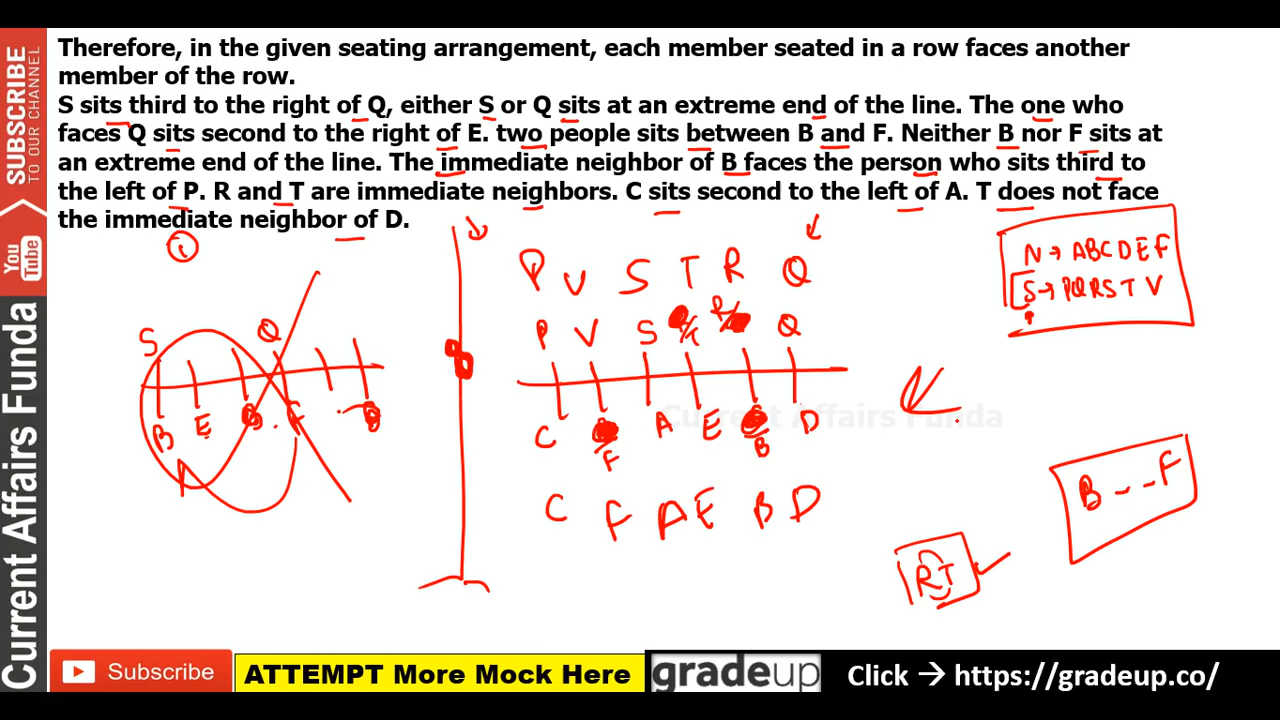 Therefore, in the given seating arrangement, each member seated in a row faces another
member of the row.
S sits third to the right of Q, either S or Q sits at an extreme end of the line. The one who
faces Q sits second to the right of E. two people sits between B and F. Neither B nor F sits at
an extreme end of the line. The immediate neighbor of B faces the person who sits third to
the left of P. R and T are immediate neighbors. C sits second to the left of A. T does not face
the immediate neighbor of D.
SUBSCRIBE
TO OUR CHANNEL
You
Tube
Current Affairs Funda
N → A B C D E F
S → P Q R S T V
P V S T R Q
P V S Q
C A E D
F B
C F A E B D
S Q
B E F
B - - F
R T
Current Affairs Funda
Subscribe
ATTEMPT More Mock Here
gradeup
Click → https://gradeup.co/